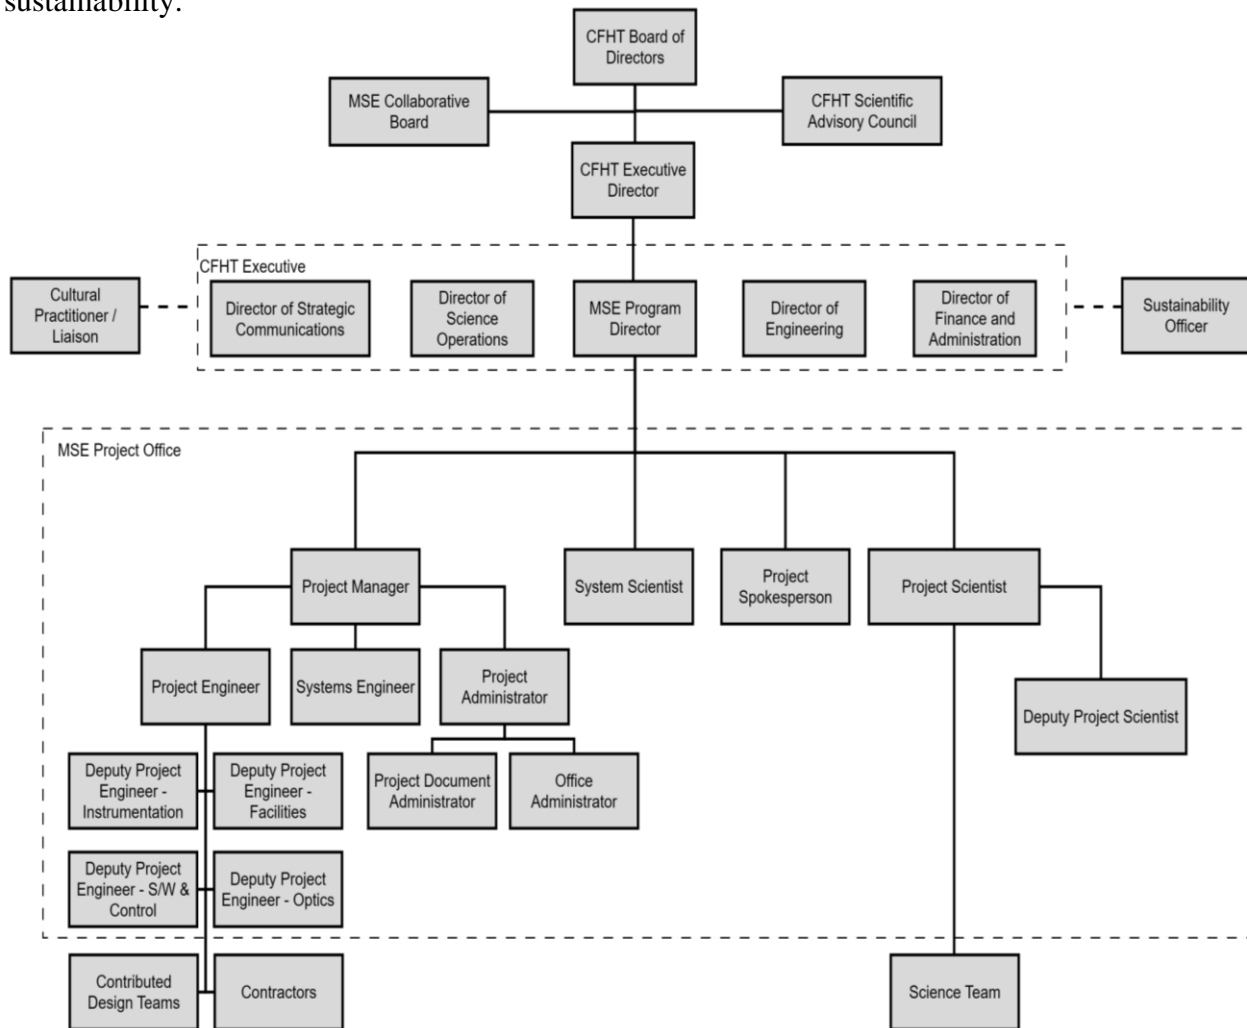 sustainability.
CFHT Board of
Directors
MSE Collaborative
Board
CFHT Scientific
Advisory Council
CFHT Executive
Director
CFHT Executive
Cultural
Practitioner /
Liaison
Director of Strategic
Communications
Director of
Science
Operations
MSE Program
Director
Director of
Engineering
Director of
Finance and
Administration
Sustainability
Officer
MSE Project Office
Project Manager
System Scientist
Project
Spokesperson
Project Scientist
Project Engineer
Systems Engineer
Project
Administrator
Deputy Project Scientist
Deputy Project
Engineer -
Instrumentation
Deputy Project
Engineer -
Facilities
Project Document
Administrator
Office
Administrator
Deputy Project
Engineer - S/W &
Control
Deputy Project
Engineer - Optics
Contributed
Design Teams
Contractors
Science Team